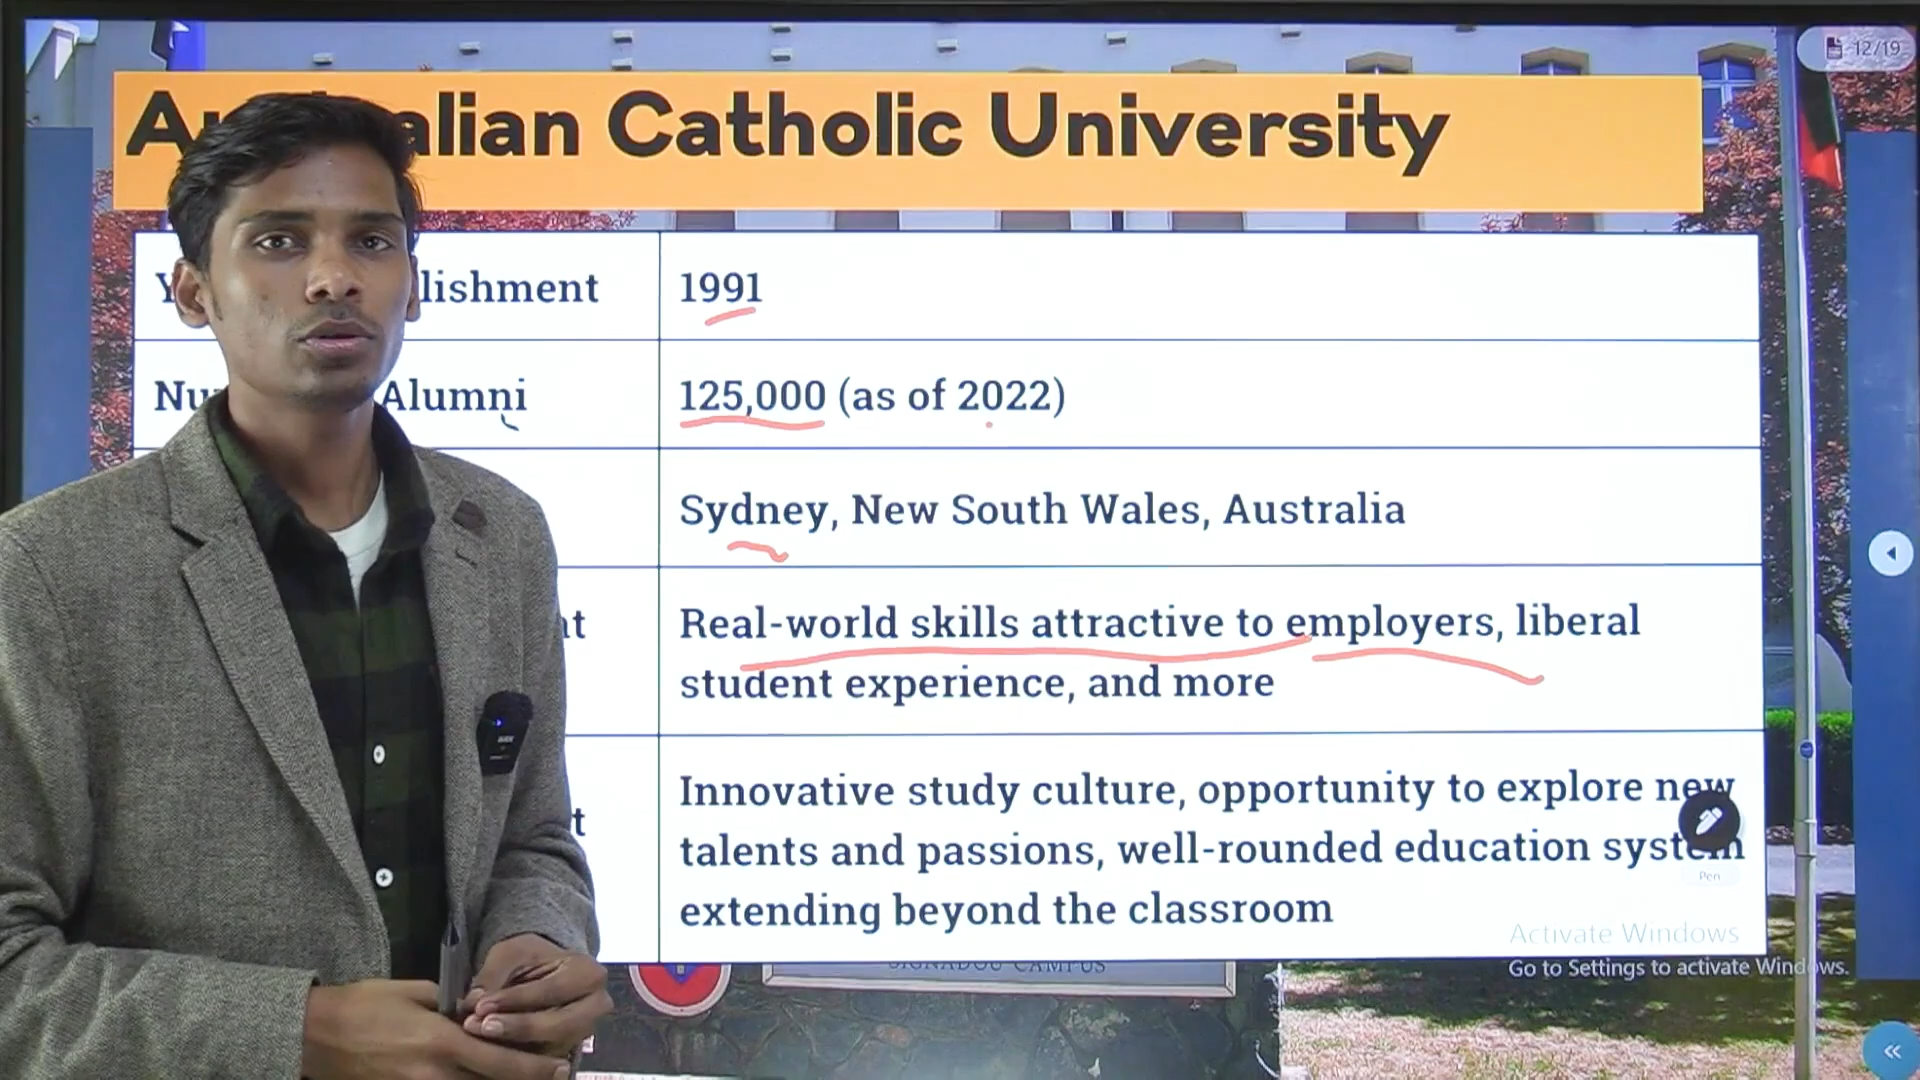 12/19
alian Catholic University
lishment
1991
Alumni
125,000 (as of 2022)
Sydney, New South Wales, Australia
Real-world skills attractive to employers, liberal
student experience, and more
Innovative study culture, opportunity to explore new
talents and passions, well-rounded education system
extending beyond the classroom
Pen
Activate Windows
Go to Settings to activate Windows.
SIGNADOU CAMPUS